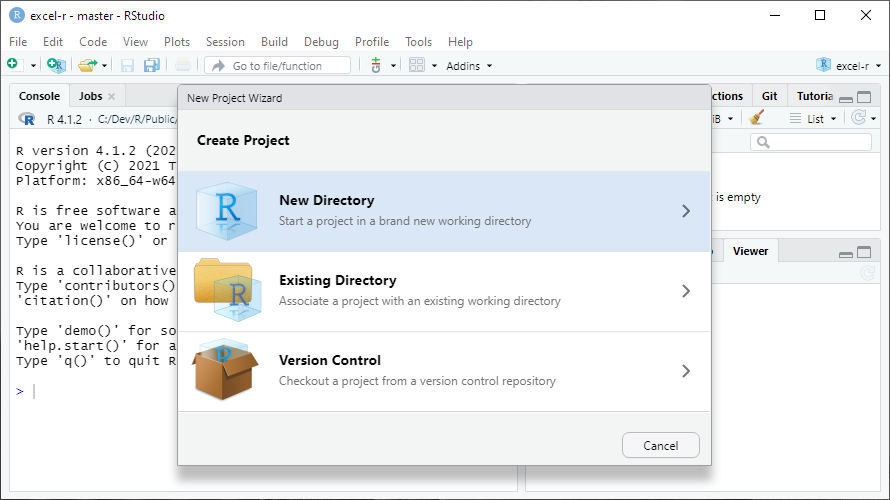 excel-r - master - RStudio
File Edit Code View Plots Session Build Debug Profile Tools Help
Go to file/function
Addins
excel-r
Console Jobs
R 4.1.2 · C:/Dev/R/Public/
R version 4.1.2 (202
Copyright (C) 2021 T
Platform: x86_64-w64
R is free software a
You are welcome to r
Type 'license()' or
R is a collaborative
Type 'contributors()
'citation()' on how
Type 'demo()' for so
'help.start()' for a
Type 'q()' to quit R
>
New Project Wizard
Create Project
New Directory
Start a project in a brand new working directory
Existing Directory
Associate a project with an existing working directory
Version Control
Checkout a project from a version control repository
Cancel
ctions Git Tutoria
iB List
is empty
Viewer